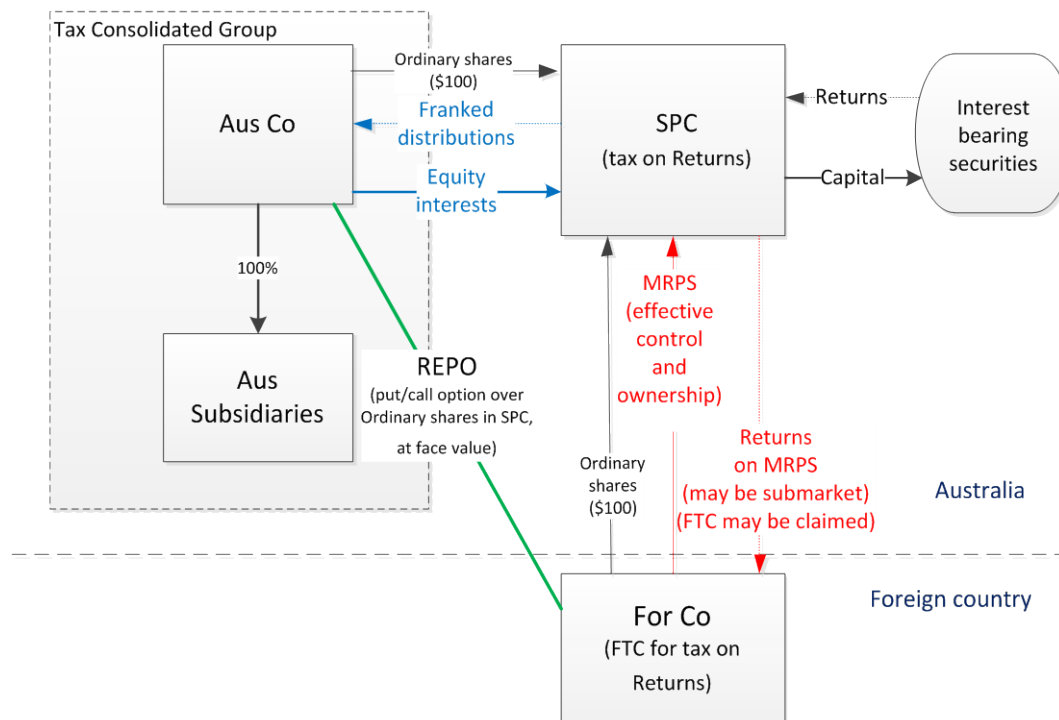 Tax Consolidated Group
Aus Co
Ordinary shares
($100)
Franked
distributions
Equity
interests
SPC
(tax on Returns)
Returns
Capital
Interest
bearing
securities
100%
Aus
Subsidiaries
REPO
(put/call option over
Ordinary shares in SPC,
at face value)
MRPS
(effective
control
and
ownership)
Ordinary
shares
($100)
Returns
on MRPS
(may be submarket)
(FTC may be claimed)
Australia
Foreign country
For Co
(FTC for tax on
Returns)